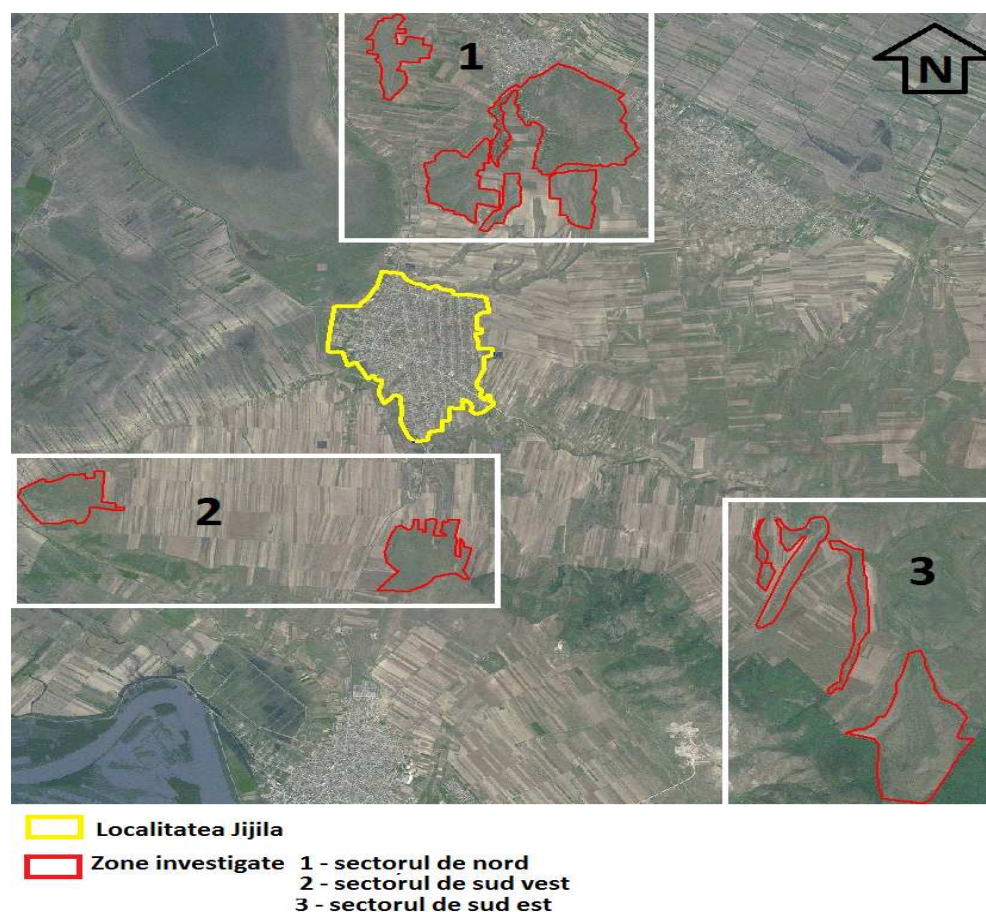 1
N
2
3
Localitatea Jijila
Zone investigate 1 - sectorul de nord
2 - sectorul de sud vest
3 - sectorul de sud est